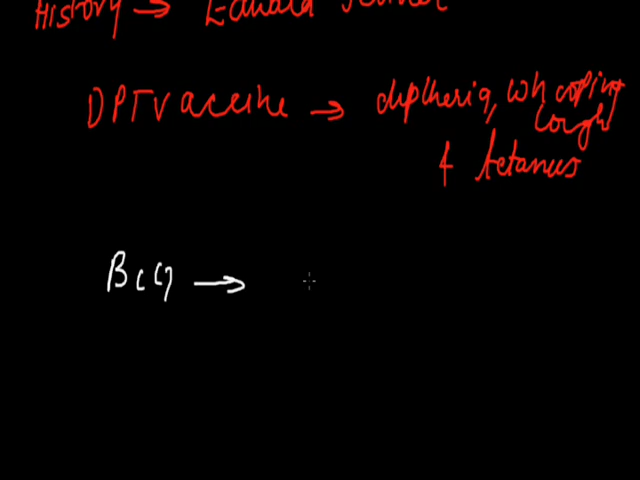 History → Edward Jenner
DPT vaccine → diptheria, whooping cough
& tetanus
BCG →